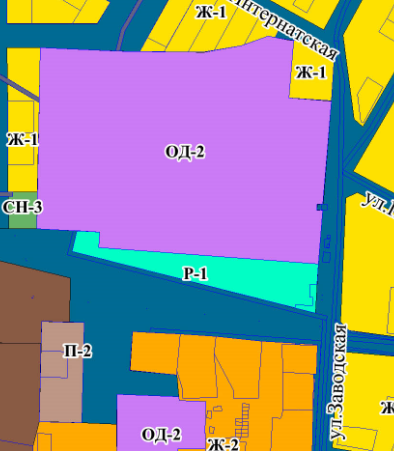 Ж-1
Интернатская
Ж-1
ОД-2
Ж-1
СН-3
Р-1
П-2
ул.Заводская
ОД-2
Ж-2